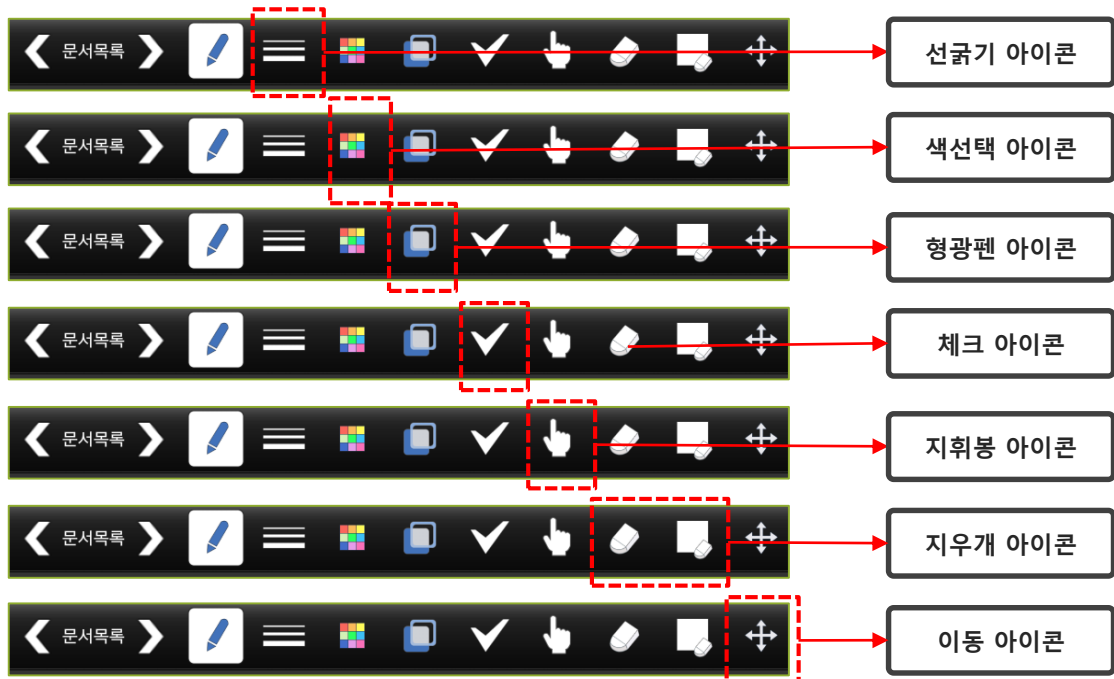 문서목록
선굵기 아이콘
문서목록
색선택 아이콘
문서목록
형광펜 아이콘
문서목록
체크 아이콘
문서목록
지휘봉 아이콘
문서목록
지우개 아이콘
문서목록
이동 아이콘